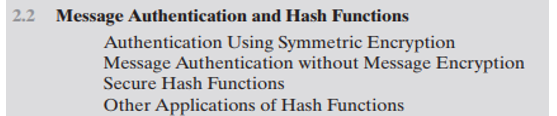 2.2 Message Authentication and Hash Functions
Authentication Using Symmetric Encryption
Message Authentication without Message Encryption
Secure Hash Functions
Other Applications of Hash Functions